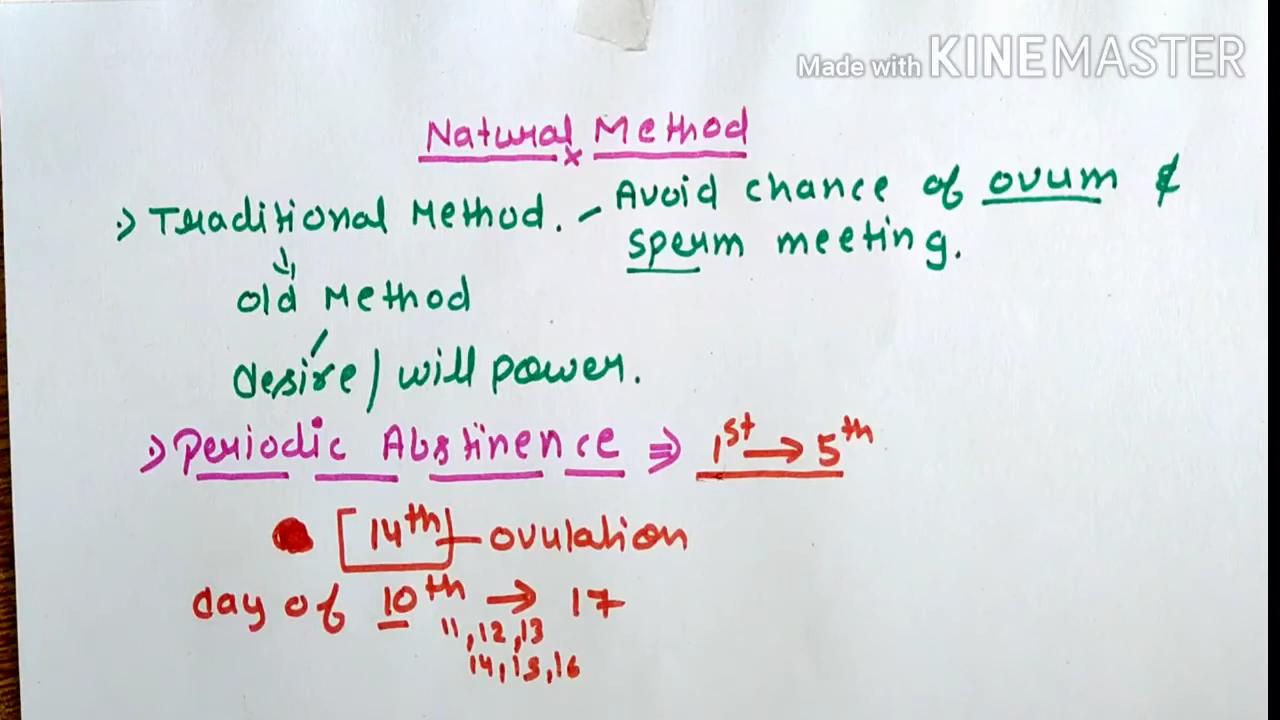 Made with KINEMASTER
Natural Method
x
Traditional Method. – Avoid chance of ovum &
sperm meeting.
old Method
desire / will power.
Periodic Abstinence ⇒ 1st → 5th
[14th] – ovulation
day of 10th → 17
11, 12, 13
14, 15, 16